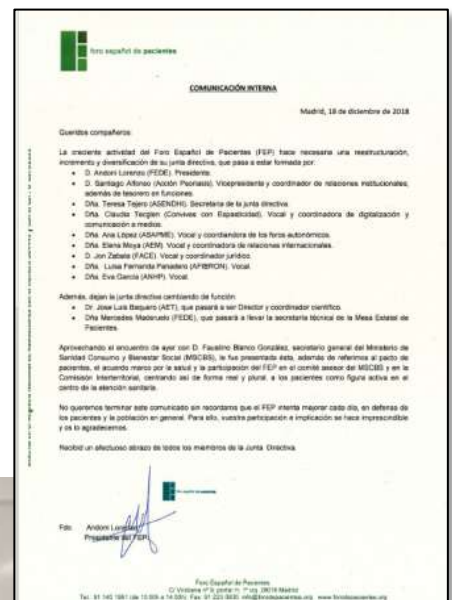 foro español de pacientes
COMUNICACIÓN INTERNA
Madrid, 18 de diciembre de 2018
Queridos compañeros:
La creciente actividad del Foro Español de Pacientes (FEP) hace necesaria una reestructuración,
incremento y diversificación de su junta directiva, que pasa a estar formada por:
• D. Andoni Lorenzo (FEDE). Presidente.
• D. Santiago Alfonso (Acción Psoriasis). Vicepresidente y coordinador de relaciones institucionales,
además de tesorero en funciones.
• Dña. Teresa Tejero (ASENDHI). Secretaria de la junta directiva.
• Dña. Claudia Tecglen (Convives con Espasticidad). Vocal y coordinadora de digitalización y
comunicación a medios.
• Dña. Ana López (ASAPME). Vocal y coordiandora de los foros autonómicos.
• Dña. Elena Moya (AEM). Vocal y coordinadora de relaciones internacionales.
• D. Jon Zabala (FACE). Vocal y coordinador jurídico.
• Dña. Luisa Fernanda Panadero (AFIBRON). Vocal.
• Dña. Eva García (ANHP). Vocal.
Además, dejan la junta directiva cambiando de función:
• Dr. Jose Luis Baquero (AET), que pasará a ser Director y coordinador científico.
• Dña Mercedes Maderuelo (FEDE), que pasará a llevar la secretaría técnica de la Mesa Estatal de
Pacientes.
Aprovechando el encuentro de ayer con D. Faustino Blanco González, secretario general del Ministerio de
Sanidad Consumo y Bienestar Social (MSCBS), le fue presentada ésta, además de referirnos al pacto de
pacientes, el acuerdo marco por la salud y la participación del FEP en el comité asesor del MSCBS y en la
Comisión Interterritorial, centrando así de forma real y plural, a los pacientes como figura activa en el
centro de la atención sanitaria.
No queremos terminar este comunicado sin recordaros que el FEP intenta mejorar cada día, en defensa de
los pacientes y la población en general. Para ello, vuestra participación e implicación se hace imprescindible
y os lo agradecemos.
Recibid un afectuoso abrazo de todos los miembros de la Junta Directiva.
Fdo. Andoni Lorenzo
Presidente del FEP
Foro Español de Pacientes